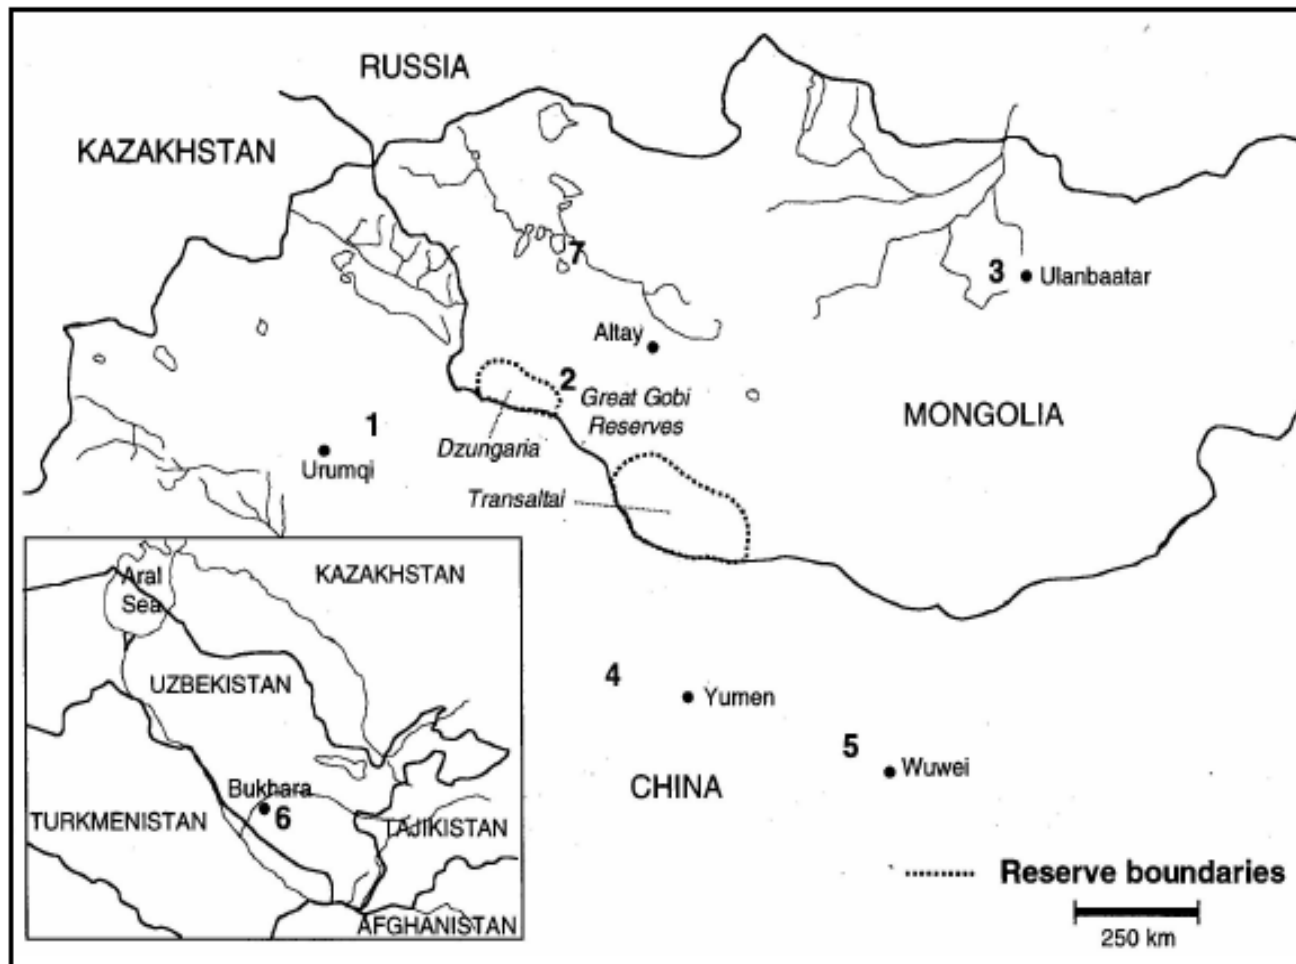 RUSSIA
KAZAKHSTAN
7
3
Ulanbaatar
Altay
2
Great Gobi
Reserves
MONGOLIA
1
Dzungaria
Urumqi
Transaltai
Aral
Sea
KAZAKHSTAN
UZBEKISTAN
4
Yumen
5
Wuwei
CHINA
Bukhara
6
TURKMENISTAN
TAJIKISTAN
AFGHANISTAN
Reserve boundaries
250 km